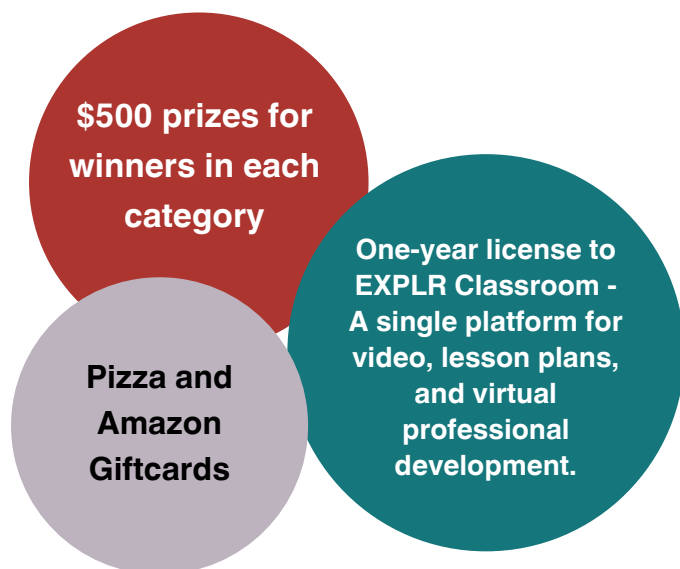 $500 prizes for
winners in each
category
One-year license to
EXPLR Classroom -
A single platform for
video, lesson plans,
and virtual
professional
development.
Pizza and
Amazon
Giftcards